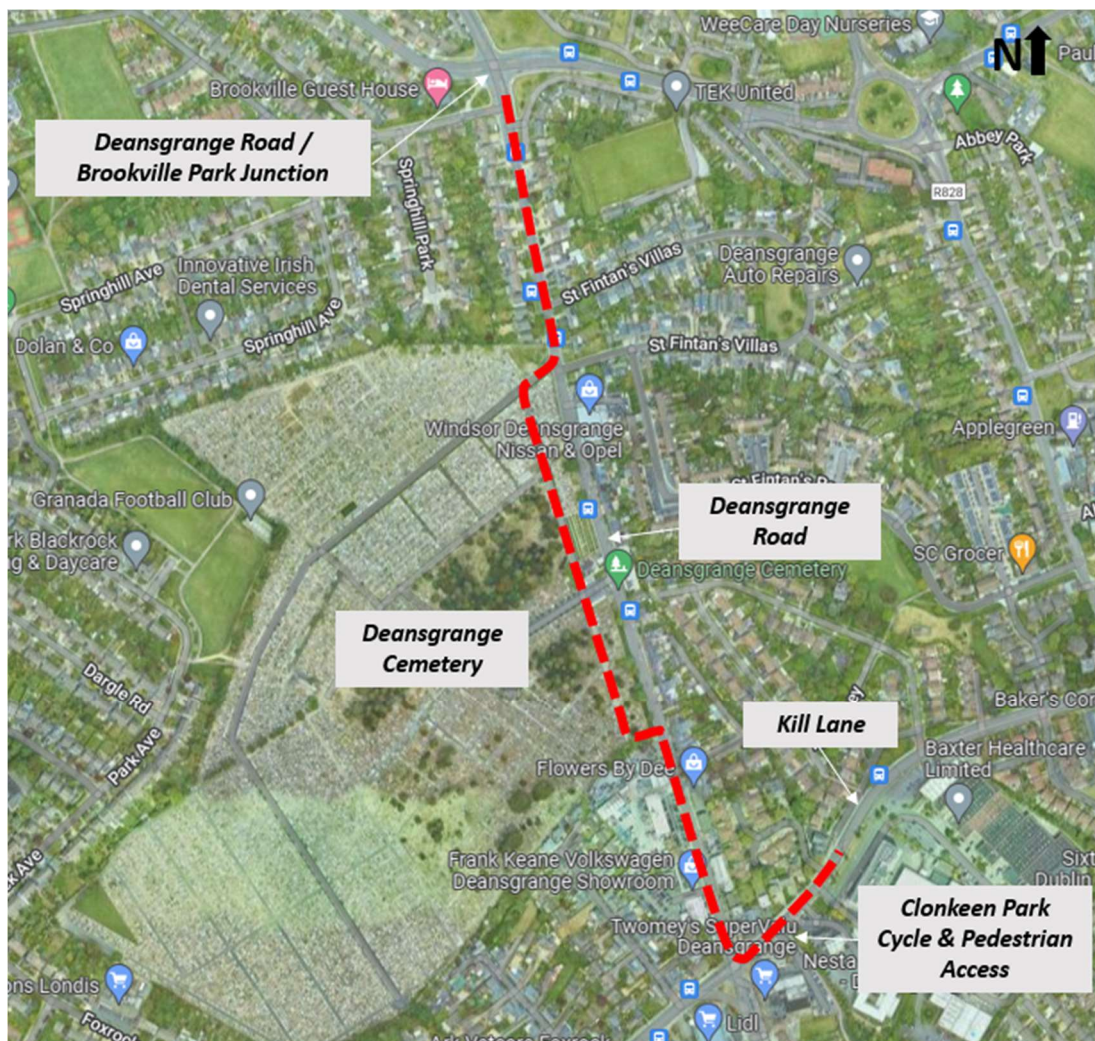 WeeCare Day Nurseries
N
Brookville Guest House
TEK United
Deansgrange Road /
Brookville Park Junction
Abbey Park
R828
Springhill Park
St Fintan's Villas
Deansgrange
Auto Repairs
Innovative Irish
Dental Services
Springhill Ave
Springhill Ave
Dolan & Co
St Fintan's Villas
Windsor Deansgrange
Nissan & Opel
Applegreen
Granada Football Club
Deansgrange
Road
SC Grocer
Deansgrange Cemetery
Deansgrange
Cemetery
Dargle Rd
Park Ave
Kill Lane
Baxter Healthcare
Limited
Flowers By Dee
Frank Keane Volkswagen
Deansgrange Showroom
Clonkeen Park
Cycle & Pedestrian
Access
Twomey's SuperValu
Deansgrange
Lidl